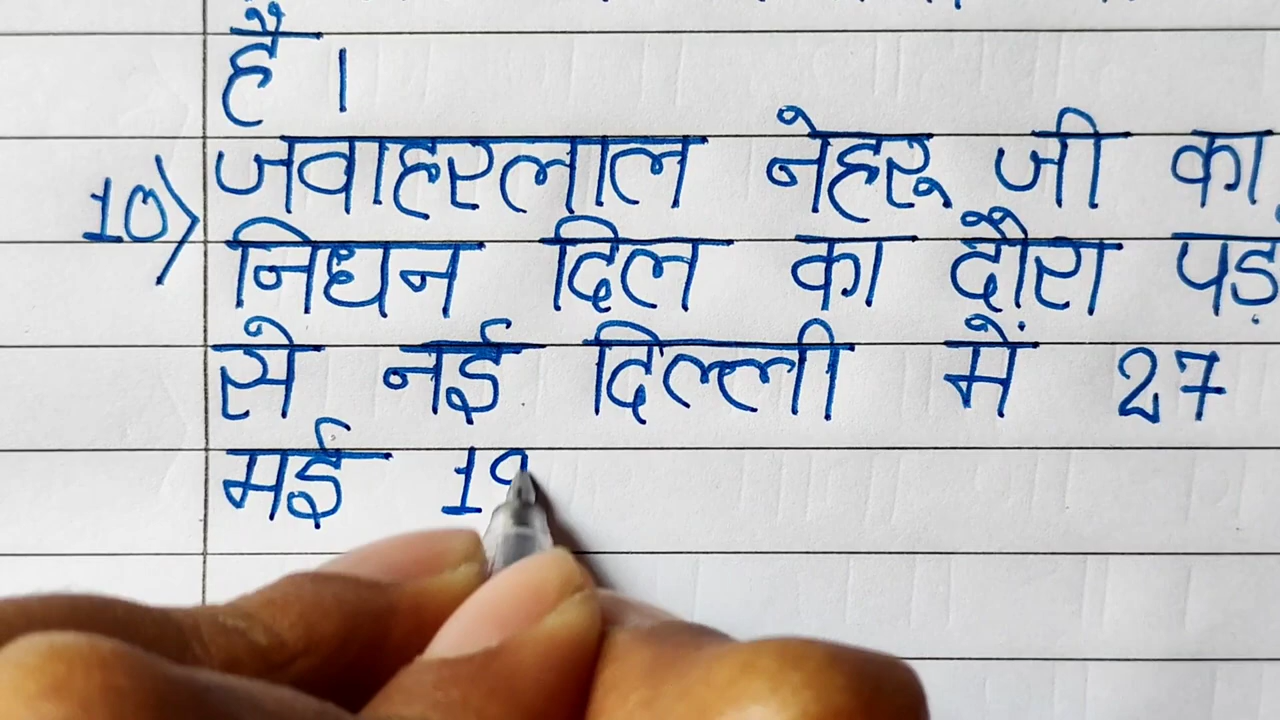 है ।
10) जवाहरलाल नेहरू जी का
निधन दिल का दौरा पड़
से नई दिल्ली में 27
मई 19